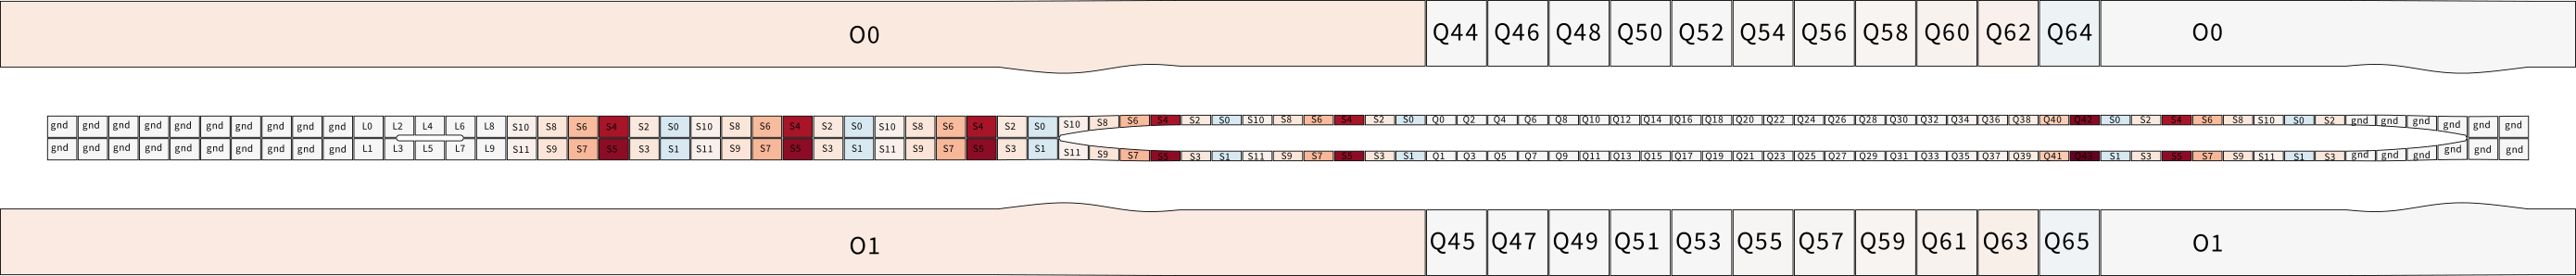 O0 Q44 Q46 Q48 Q50 Q52 Q54 Q56 Q58 Q60 Q62 Q64 O0
gnd gnd gnd gnd gnd gnd gnd gnd gnd gnd L0 L2 L4 L6 L8 S10 S8 S6 S4 S2 S0 S10 S8 S6 S4 S2 S0 S10 S8 S6 S4 S2 S0 S10 S8 S6 S4 S2 S0 S10 S8 S6 S4 S2 S0 Q0 Q2 Q4 Q6 Q8 Q10 Q12 Q14 Q16 Q18 Q20 Q22 Q24 Q26 Q28 Q30 Q32 Q34 Q36 Q38 Q40 Q42 S0 S2 S4 S6 S8 S10 S0 S2 gnd gnd gnd gnd gnd gnd
gnd gnd gnd gnd gnd gnd gnd gnd gnd gnd L1 L3 L5 L7 L9 S11 S9 S7 S5 S3 S1 S11 S9 S7 S5 S3 S1 S11 S9 S7 S5 S3 S1 S11 S9 S7 S5 S3 S1 S11 S9 S7 S5 S3 S1 Q1 Q3 Q5 Q7 Q9 Q11 Q13 Q15 Q17 Q19 Q21 Q23 Q25 Q27 Q29 Q31 Q33 Q35 Q37 Q39 Q41 Q43 S1 S3 S5 S7 S9 S11 S1 S3 gnd gnd gnd gnd gnd gnd
O1 Q45 Q47 Q49 Q51 Q53 Q55 Q57 Q59 Q61 Q63 Q65 O1